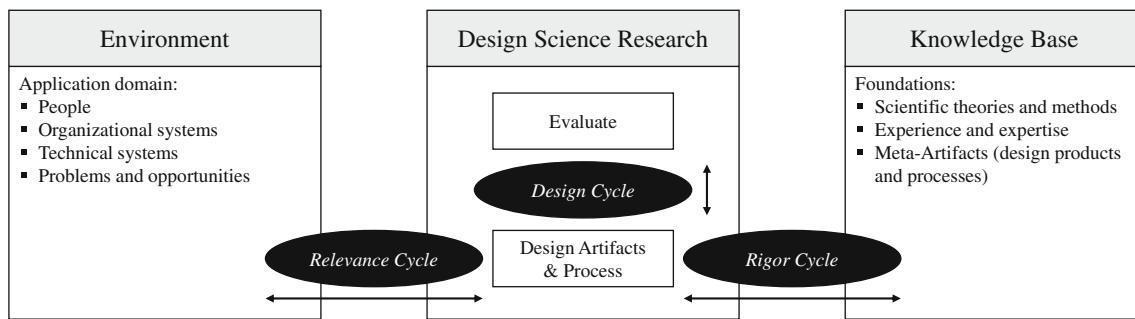 Environment
Application domain:
▪ People
▪ Organizational systems
▪ Technical systems
▪ Problems and opportunities
Design Science Research
Evaluate
Design Cycle
Relevance Cycle
Design Artifacts
& Process
Rigor Cycle
Knowledge Base
Foundations:
▪ Scientific theories and methods
▪ Experience and expertise
▪ Meta-Artifacts (design products
and processes)